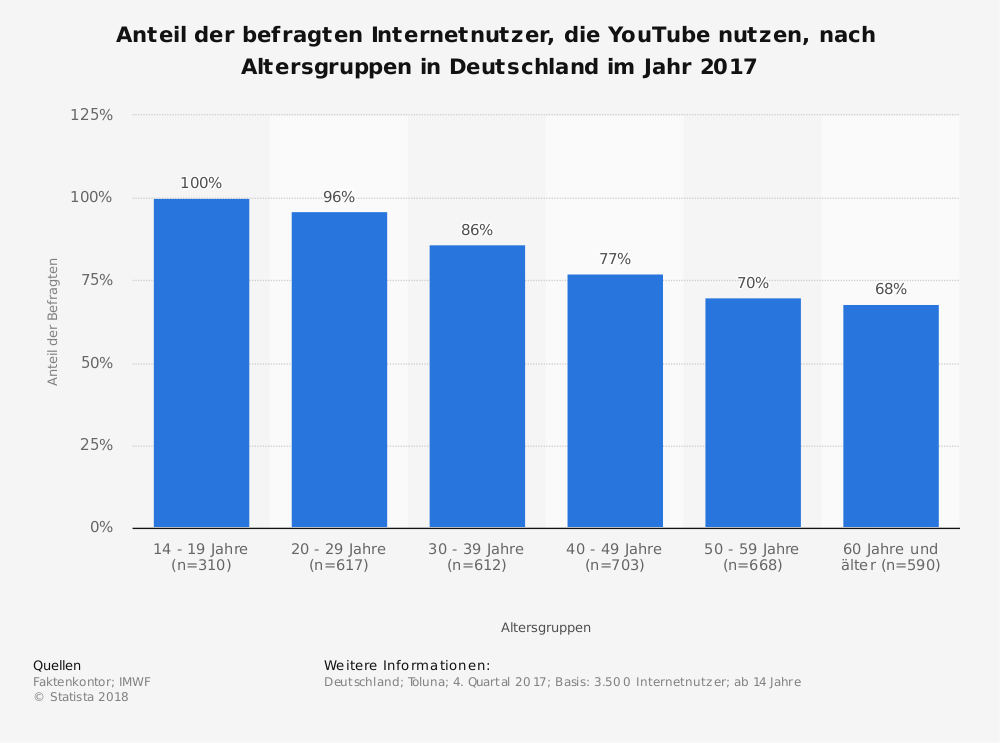 Anteil der befragten Internetnutzer, die YouTube nutzen, nach
Altersgruppen in Deutschland im Jahr 2017
125%
100%
75%
50%
25%
0%
Anteil der Befragten
100%
96%
86%
77%
70%
68%
14 - 19 Jahre
(n=310)
20 - 29 Jahre
(n=617)
30 - 39 Jahre
(n=612)
40 - 49 Jahre
(n=703)
50 - 59 Jahre
(n=668)
60 Jahre und
älter (n=590)
Altersgruppen
Quellen
Faktenkontor; IMWF
© Statista 2018
Weitere Informationen:
Deutschland; Toluna; 4. Quartal 2017; Basis: 3.500 Internetnutzer; ab 14 Jahre